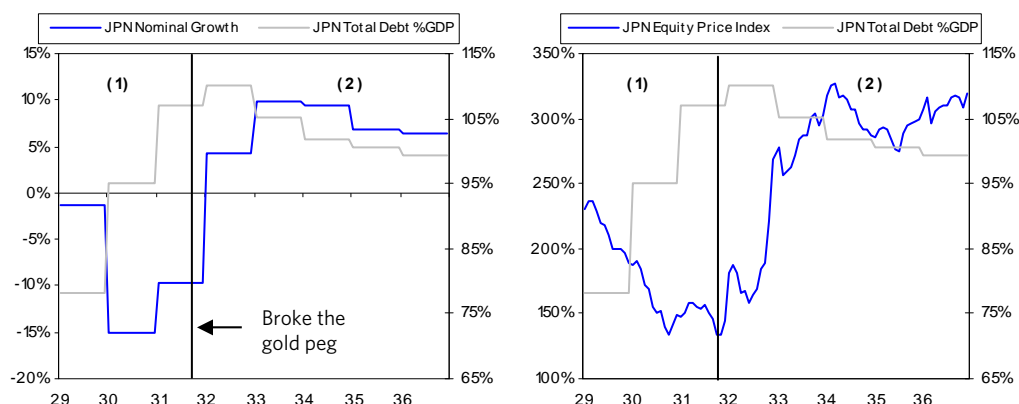 JPN Nominal Growth JPN Total Debt %GDP
15% 115%
(1) (2)
10% 105%
5%
95%
0%
-5% 85%
-10%
75%
-15% Broke the
gold peg
-20% 65%
29 30 31 32 33 34 35 36
JPN Equity Price Index JPN Total Debt %GDP
350% 115%
(1) (2)
300% 105%
250% 95%
200% 85%
150% 75%
100% 65%
29 30 31 32 33 34 35 36